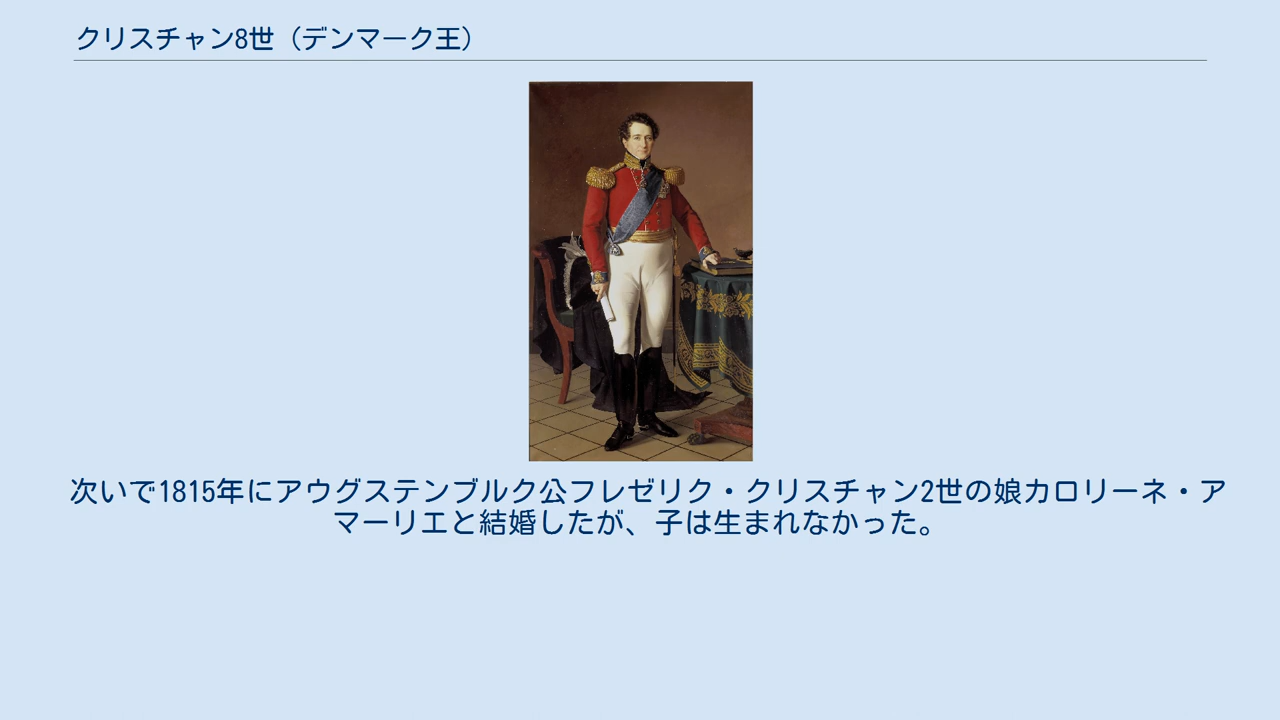 クリスチャン8世（デンマーク王）
次いで1815年にアウグステンブルク公フレゼリク・クリスチャン2世の娘カロリーネ・ア
マーリエと結婚したが、子は生まれなかった。